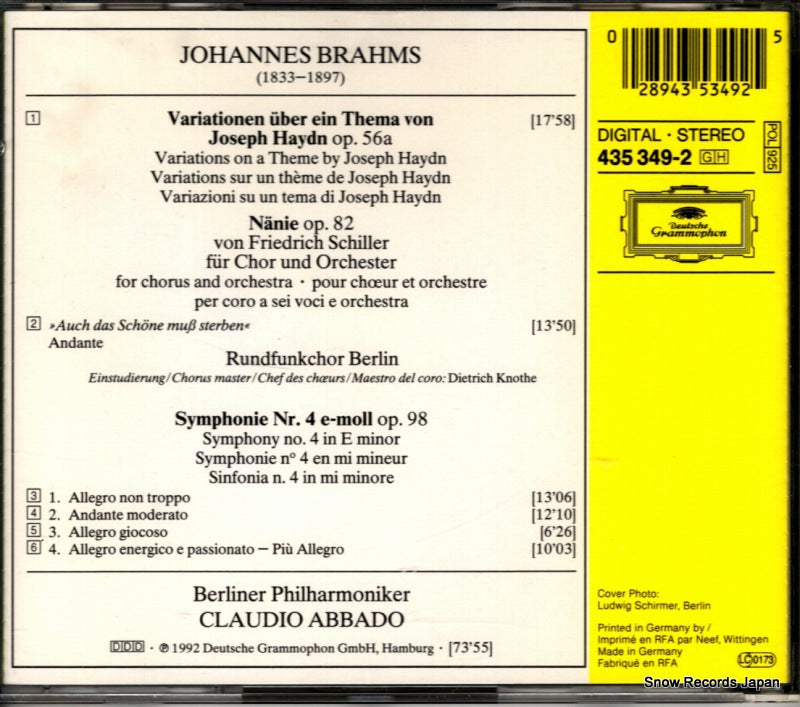 JOHANNES BRAHMS
(1833–1897)
1 Variationen über ein Thema von [17'58]
Joseph Haydn op. 56a
Variations on a Theme by Joseph Haydn
Variations sur un thème de Joseph Haydn
Variazioni su un tema di Joseph Haydn
Nänie op. 82
von Friedrich Schiller
für Chor und Orchester
for chorus and orchestra · pour chœur et orchestre
per coro a sei voci e orchestra
2 »Auch das Schöne muß sterben« [13'50]
Andante
Rundfunkchor Berlin
Einstudierung/Chorus master/Chef des chœurs/Maestro del coro: Dietrich Knothe
Symphonie Nr. 4 e-moll op. 98
Symphony no. 4 in E minor
Symphonie nº 4 en mi mineur
Sinfonia n. 4 in mi minore
3 1. Allegro non troppo [13'06]
4 2. Andante moderato [12'10]
5 3. Allegro giocoso [6'26]
6 4. Allegro energico e passionato – Più Allegro [10'03]
Berliner Philharmoniker
CLAUDIO ABBADO
DDD · ℗ 1992 Deutsche Grammophon GmbH, Hamburg · [73'55]
0 28943 53492 5
DIGITAL · STEREO
435 349-2 GH
POL 925
Deutsche
Grammophon
Cover Photo:
Ludwig Schirmer, Berlin
Printed in Germany by /
Imprimé en RFA par Neef, Wittingen
Made in Germany
Fabriqué en RFA
LC 0173
Snow Records Japan